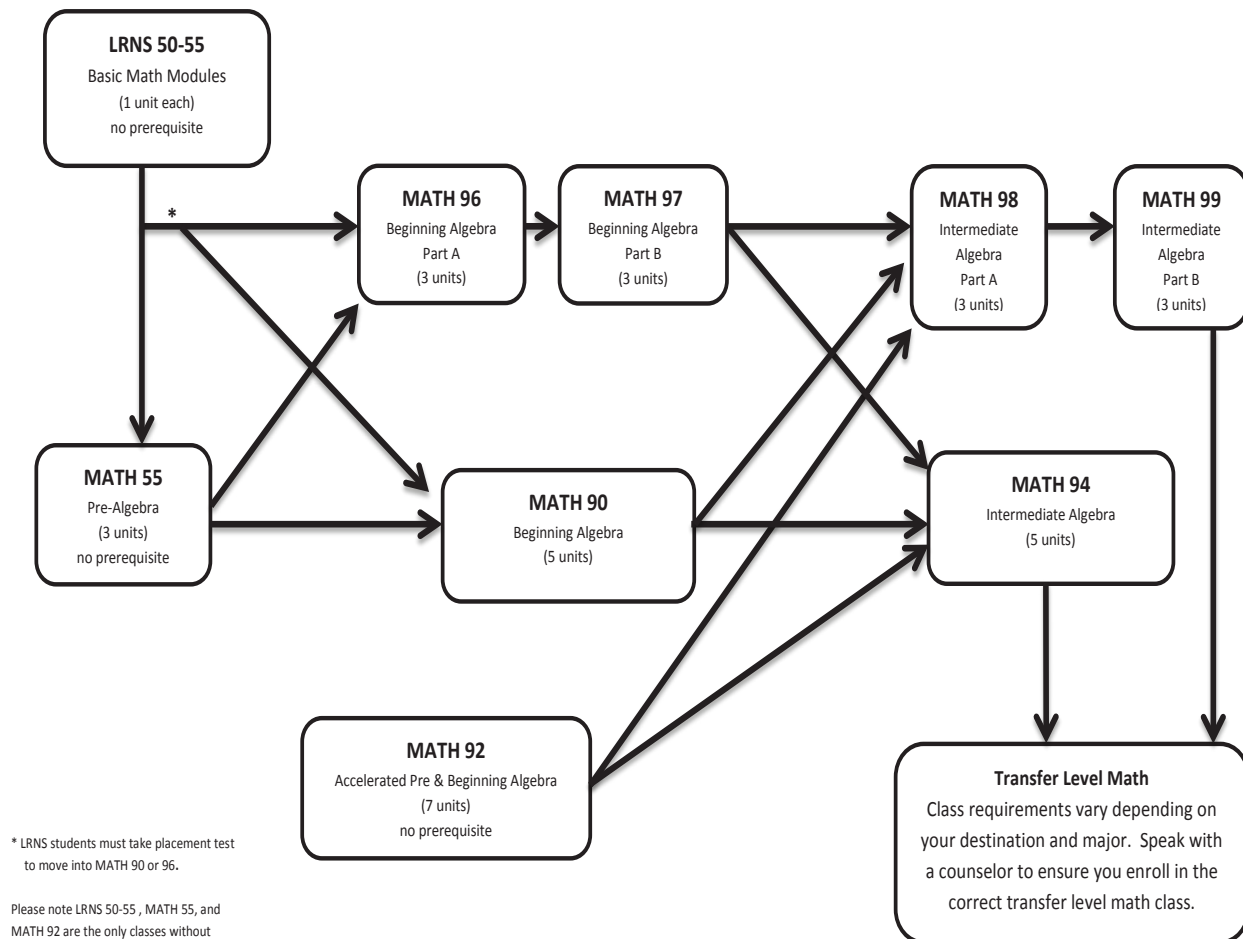 LRNS 50-55
Basic Math Modules
(1 unit each)
no prerequisite
*
MATH 96
Beginning Algebra
Part A
(3 units)
MATH 97
Beginning Algebra
Part B
(3 units)
MATH 98
Intermediate
Algebra
Part A
(3 units)
MATH 99
Intermediate
Algebra
Part B
(3 units)
MATH 55
Pre-Algebra
(3 units)
no prerequisite
MATH 90
Beginning Algebra
(5 units)
MATH 94
Intermediate Algebra
(5 units)
MATH 92
Accelerated Pre & Beginning Algebra
(7 units)
no prerequisite
Transfer Level Math
Class requirements vary depending on
your destination and major. Speak with
a counselor to ensure you enroll in the
correct transfer level math class.
* LRNS students must take placement test
to move into MATH 90 or 96.
Please note LRNS 50-55 , MATH 55, and
MATH 92 are the only classes without